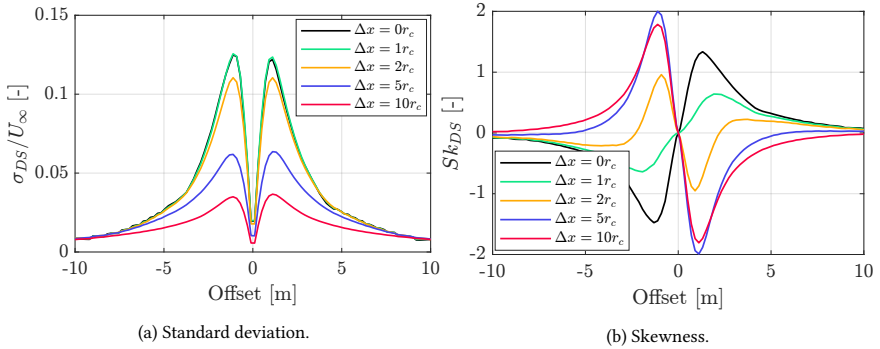 0.15
0.1
0.05
0
σ_DS/U_∞ [-]
Δx = 0r_c
Δx = 1r_c
Δx = 2r_c
Δx = 5r_c
Δx = 10r_c
-10 -5 0 5 10
Offset [m]
(a) Standard deviation.
2
1
0
-1
-2
Sk_DS [-]
Δx = 0r_c
Δx = 1r_c
Δx = 2r_c
Δx = 5r_c
Δx = 10r_c
-10 -5 0 5 10
Offset [m]
(b) Skewness.